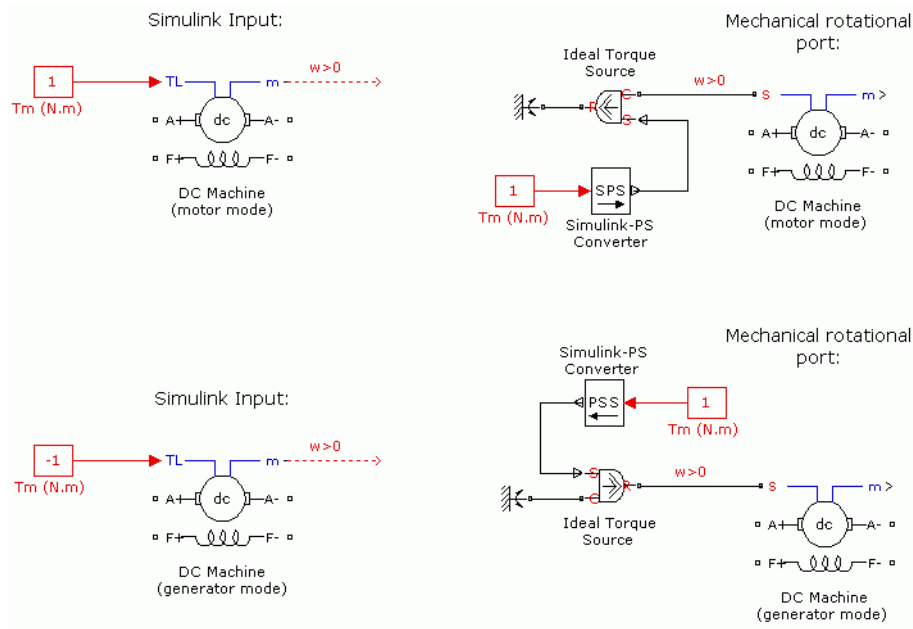 Simulink Input:
w>0
1
TL
m
Tm (N.m)
A+
dc
A-
F+
F-
DC Machine
(motor mode)
Mechanical rotational
port:
Ideal Torque
Source
w>0
R
C
S
S
m
1
SPS
Tm (N.m)
Simulink-PS
Converter
A+
dc
A-
F+
F-
DC Machine
(motor mode)
Simulink Input:
w>0
-1
TL
m
Tm (N.m)
A+
dc
A-
F+
F-
DC Machine
(generator mode)
Mechanical rotational
port:
Simulink-PS
Converter
PSS
1
Tm (N.m)
w>0
S
R
C
S
m
Ideal Torque
Source
A+
dc
A-
F+
F-
DC Machine
(generator mode)